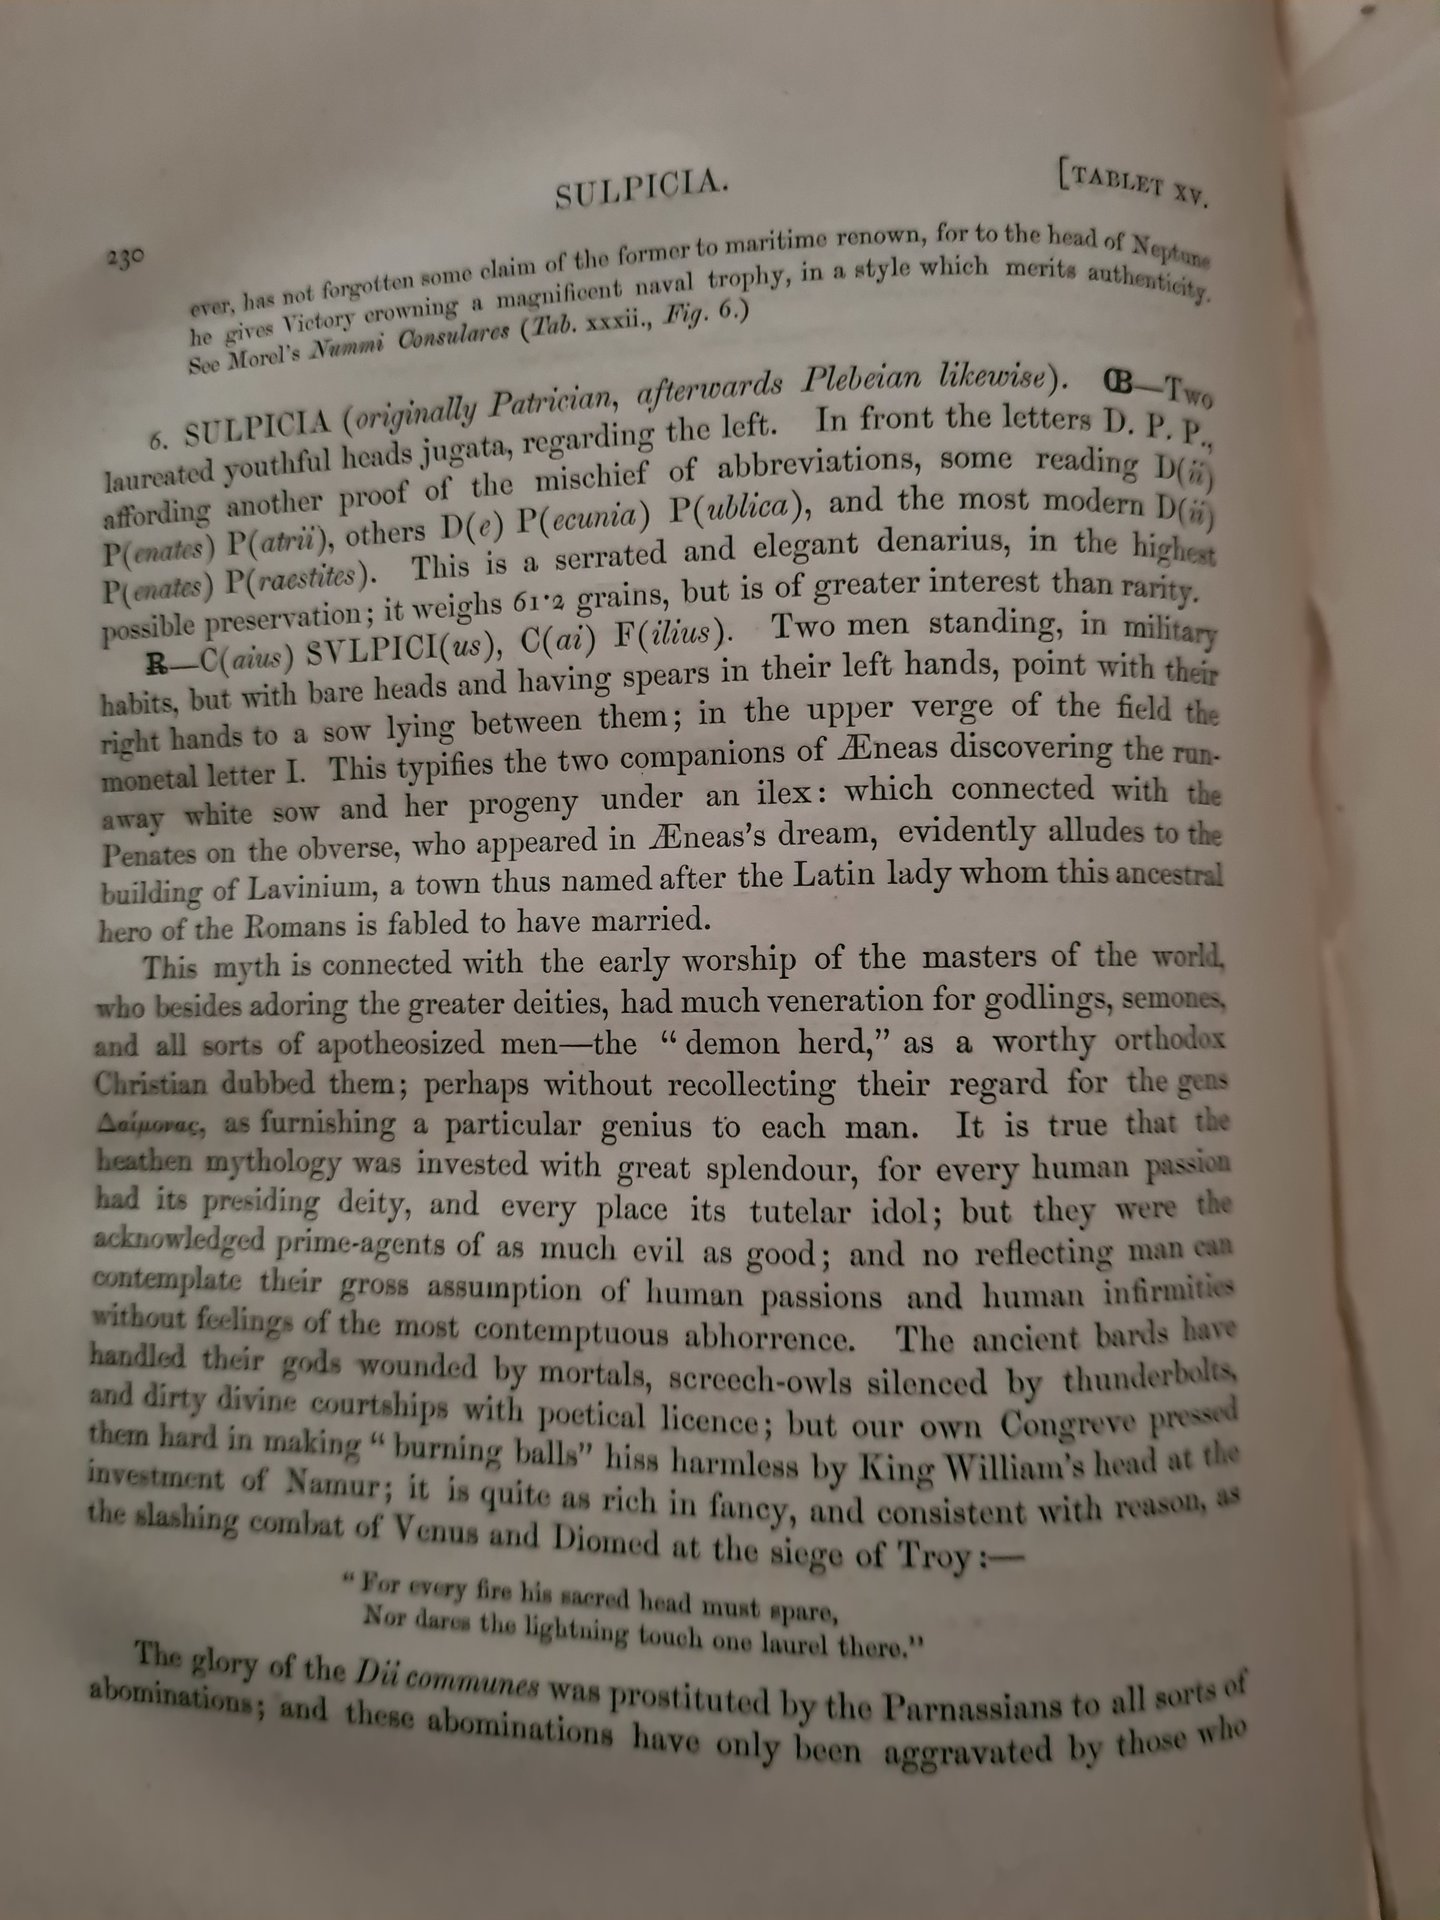 SULPICIA.
[TABLET XV.
230
ever, has not forgotten some claim of the former to maritime renown, for to the head of Neptune
he gives Victory crowning a magnificent naval trophy, in a style which merits authenticity.
See Morel's Nummi Consulares (Tab. xxxii., Fig. 6.)
6. SULPICIA (originally Patrician, afterwards Plebeian likewise). Œ—Two
laureated youthful heads jugata, regarding the left. In front the letters D. P. P.,
affording another proof of the mischief of abbreviations, some reading D(ii)
P(enates) P(atrii), others D(e) P(ecunia) P(ublica), and the most modern D(ii)
P(enates) P(raestites). This is a serrated and elegant denarius, in the highest
possible preservation; it weighs 61·2 grains, but is of greater interest than rarity.
R—C(aius) SVLPICI(us), C(ai) F(ilius). Two men standing, in military
habits, but with bare heads and having spears in their left hands, point with their
right hands to a sow lying between them; in the upper verge of the field the
monetal letter I. This typifies the two companions of Æneas discovering the run-
away white sow and her progeny under an ilex: which connected with the
Penates on the obverse, who appeared in Æneas's dream, evidently alludes to the
building of Lavinium, a town thus named after the Latin lady whom this ancestral
hero of the Romans is fabled to have married.
This myth is connected with the early worship of the masters of the world,
who besides adoring the greater deities, had much veneration for godlings, semones,
and all sorts of apotheosized men—the "demon herd," as a worthy orthodox
Christian dubbed them; perhaps without recollecting their regard for the gens
Δαίμονας, as furnishing a particular genius to each man. It is true that the
heathen mythology was invested with great splendour, for every human passion
had its presiding deity, and every place its tutelar idol; but they were the
acknowledged prime-agents of as much evil as good; and no reflecting man can
contemplate their gross assumption of human passions and human infirmities
without feelings of the most contemptuous abhorrence. The ancient bards have
handled their gods wounded by mortals, screech-owls silenced by thunderbolts,
and dirty divine courtships with poetical licence; but our own Congreve pressed
them hard in making "burning balls" hiss harmless by King William's head at the
investment of Namur; it is quite as rich in fancy, and consistent with reason, as
the slashing combat of Venus and Diomed at the siege of Troy:—
"For every fire his sacred head must spare,
Nor dares the lightning touch one laurel there."
The glory of the Dii communes was prostituted by the Parnassians to all sorts of
abominations; and these abominations have only been aggravated by those who